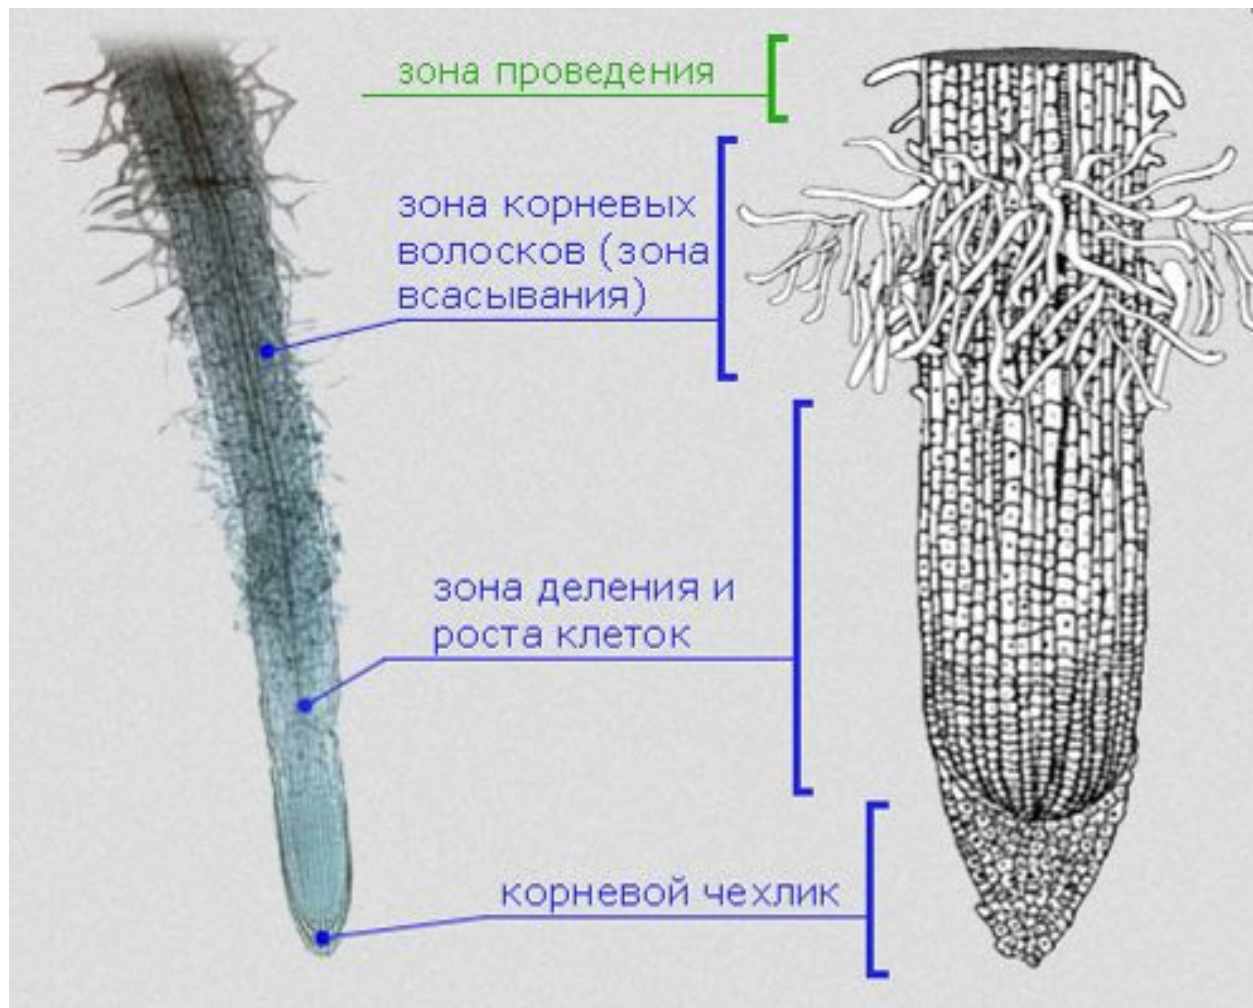 зона проведения
зона корневых
волосков (зона
всасывания)
зона деления и
роста клеток
корневой чехлик